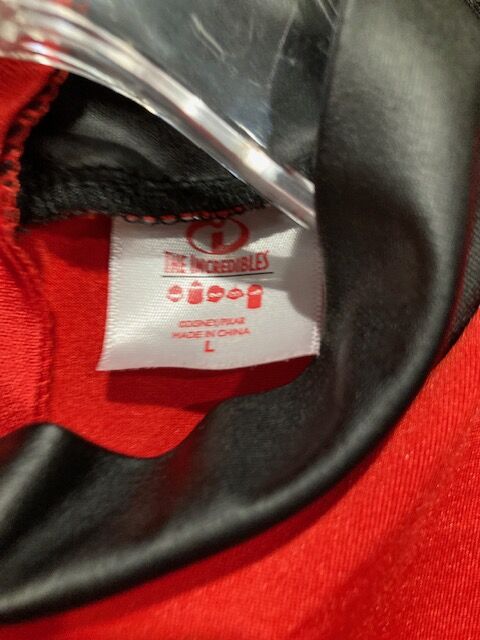 i
THE INCREDIBLES
©DISNEY/PIXAR
MADE IN CHINA
L